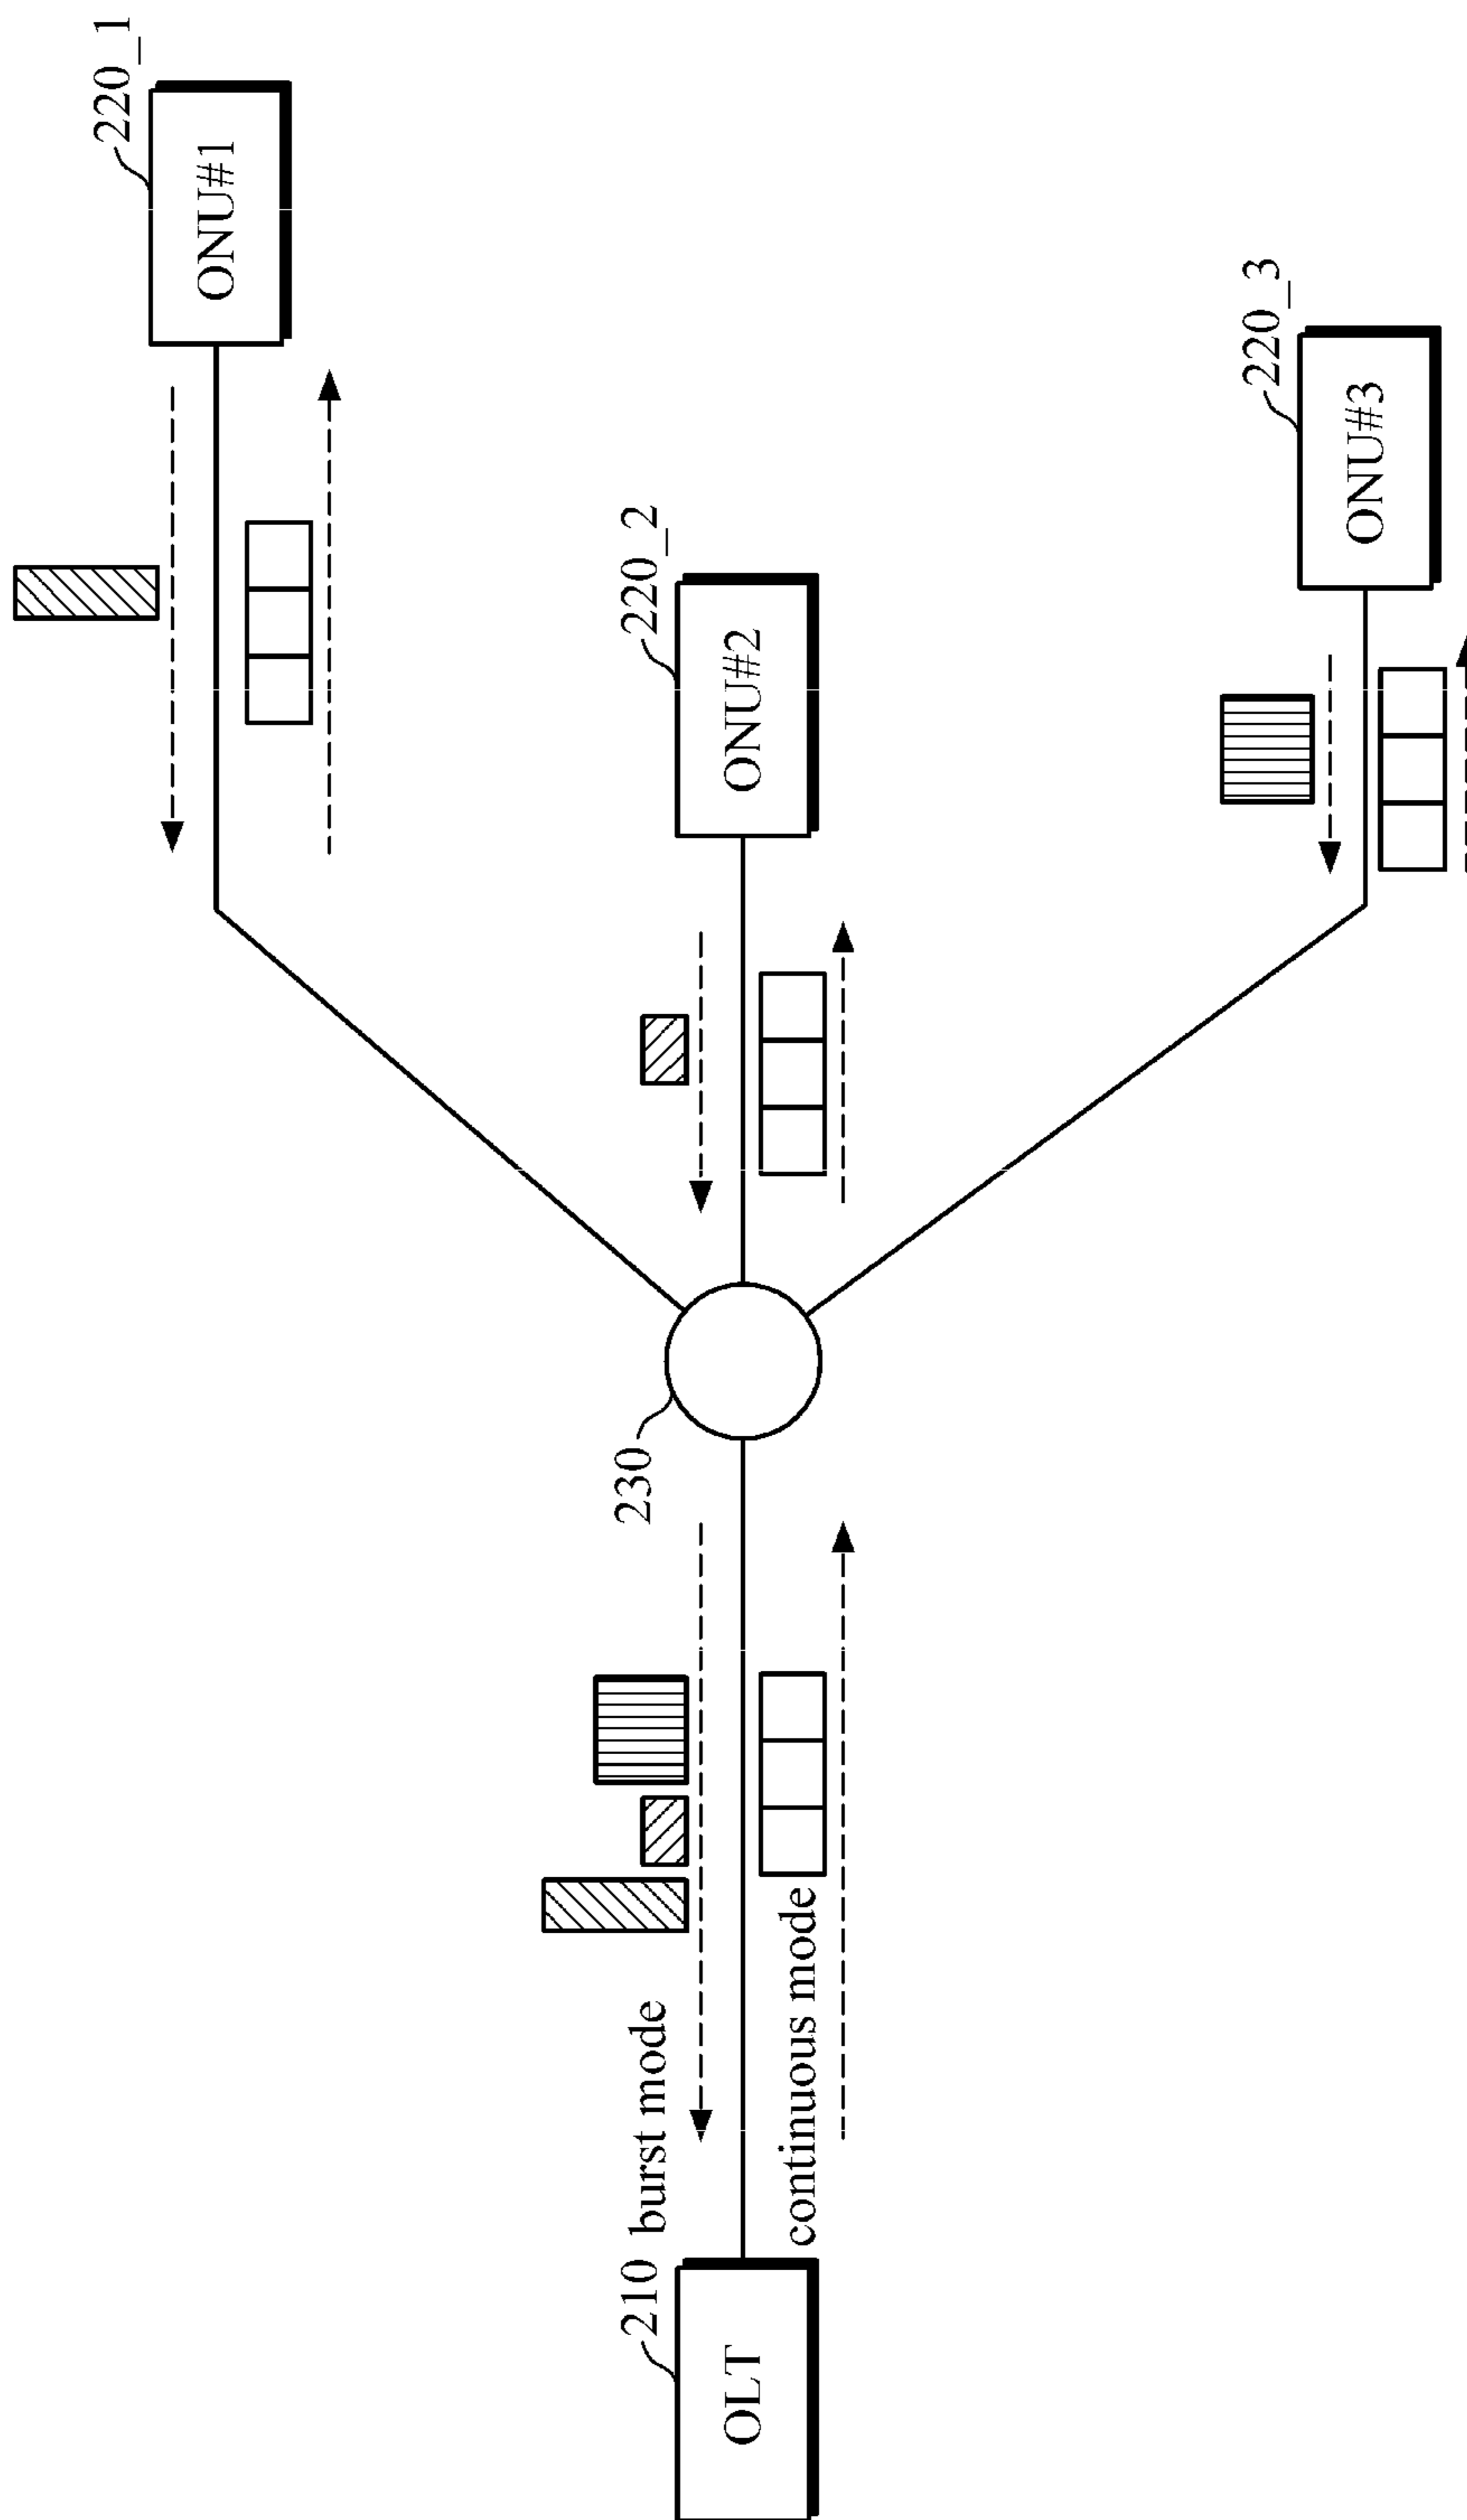 220_1
ONU#1
220_2
ONU#2
220_3
ONU#3
230
burst mode
continuous mode
210
OLT